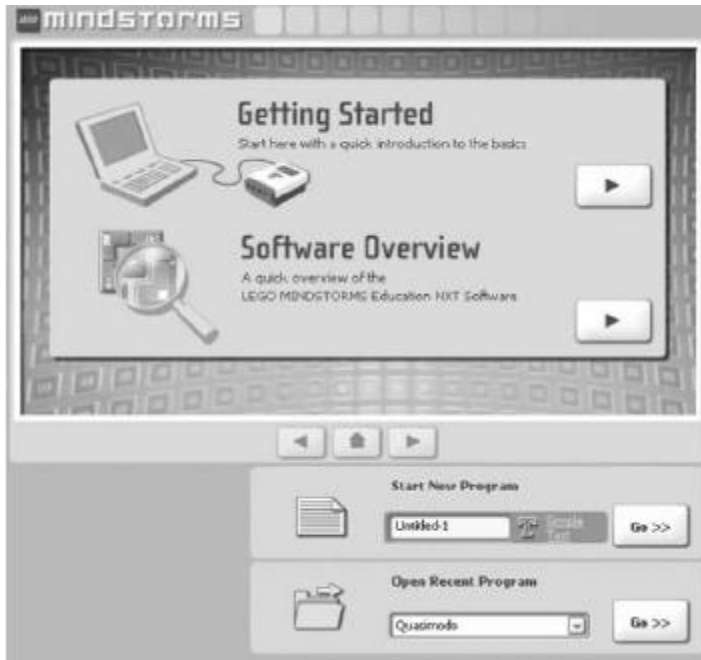 mindstorms
Getting Started
Start here with a quick introduction to the basics
Software Overview
A quick overview of the
LEGO MINDSTORMS Education NXT Software
Start New Program
Untitled-1
Go >>
Open Recent Program
Quasimodo
Go >>